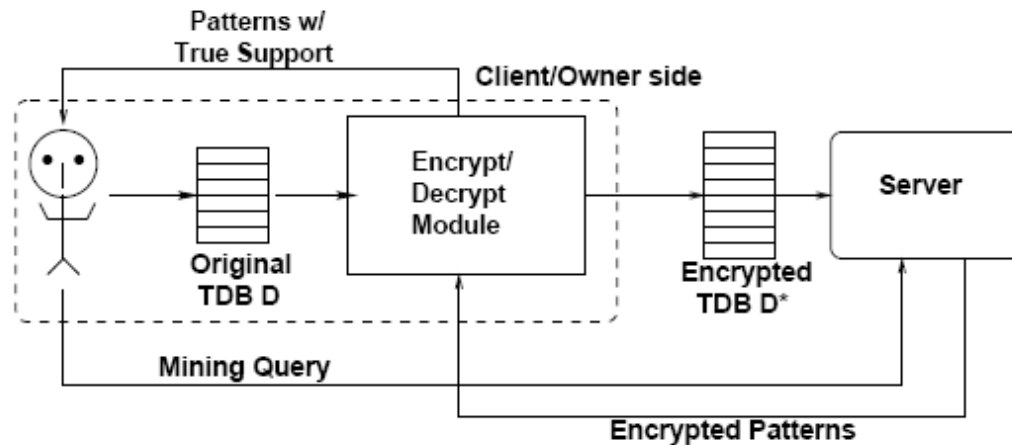 Patterns w/
True Support
Client/Owner side
Encrypt/
Decrypt
Module
Server
Original
TDB D
Encrypted
TDB D*
Mining Query
Encrypted Patterns